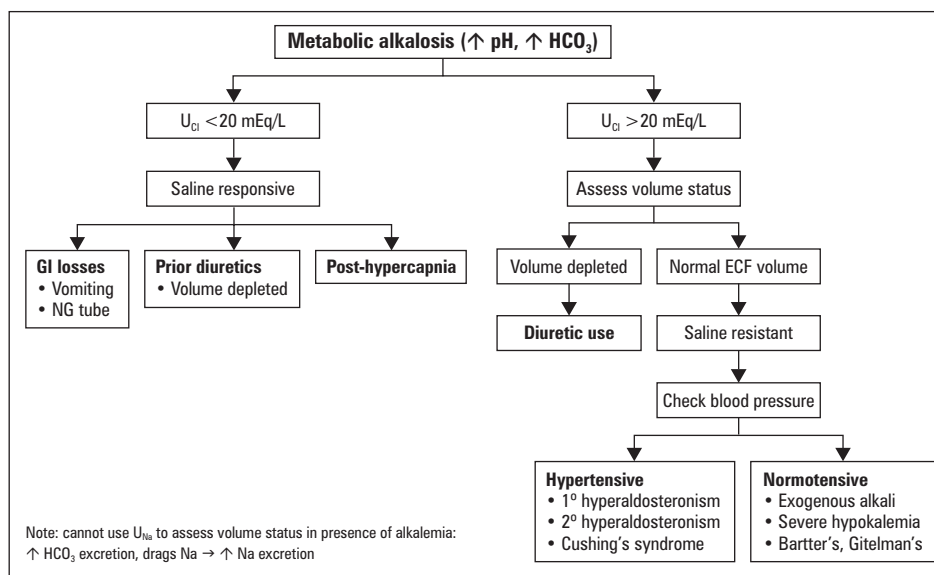 Metabolic alkalosis (↑ pH, ↑ HCO₃)
U_Cl <20 mEq/L
U_Cl >20 mEq/L
Saline responsive
Assess volume status
GI losses
• Vomiting
• NG tube
Prior diuretics
• Volume depleted
Post-hypercapnia
Volume depleted
Normal ECF volume
Diuretic use
Saline resistant
Check blood pressure
Hypertensive
• 1º hyperaldosteronism
• 2º hyperaldosteronism
• Cushing's syndrome
Normotensive
• Exogenous alkali
• Severe hypokalemia
• Bartter's, Gitelman's
Note: cannot use U_Na to assess volume status in presence of alkalemia:
↑ HCO₃ excretion, drags Na → ↑ Na excretion